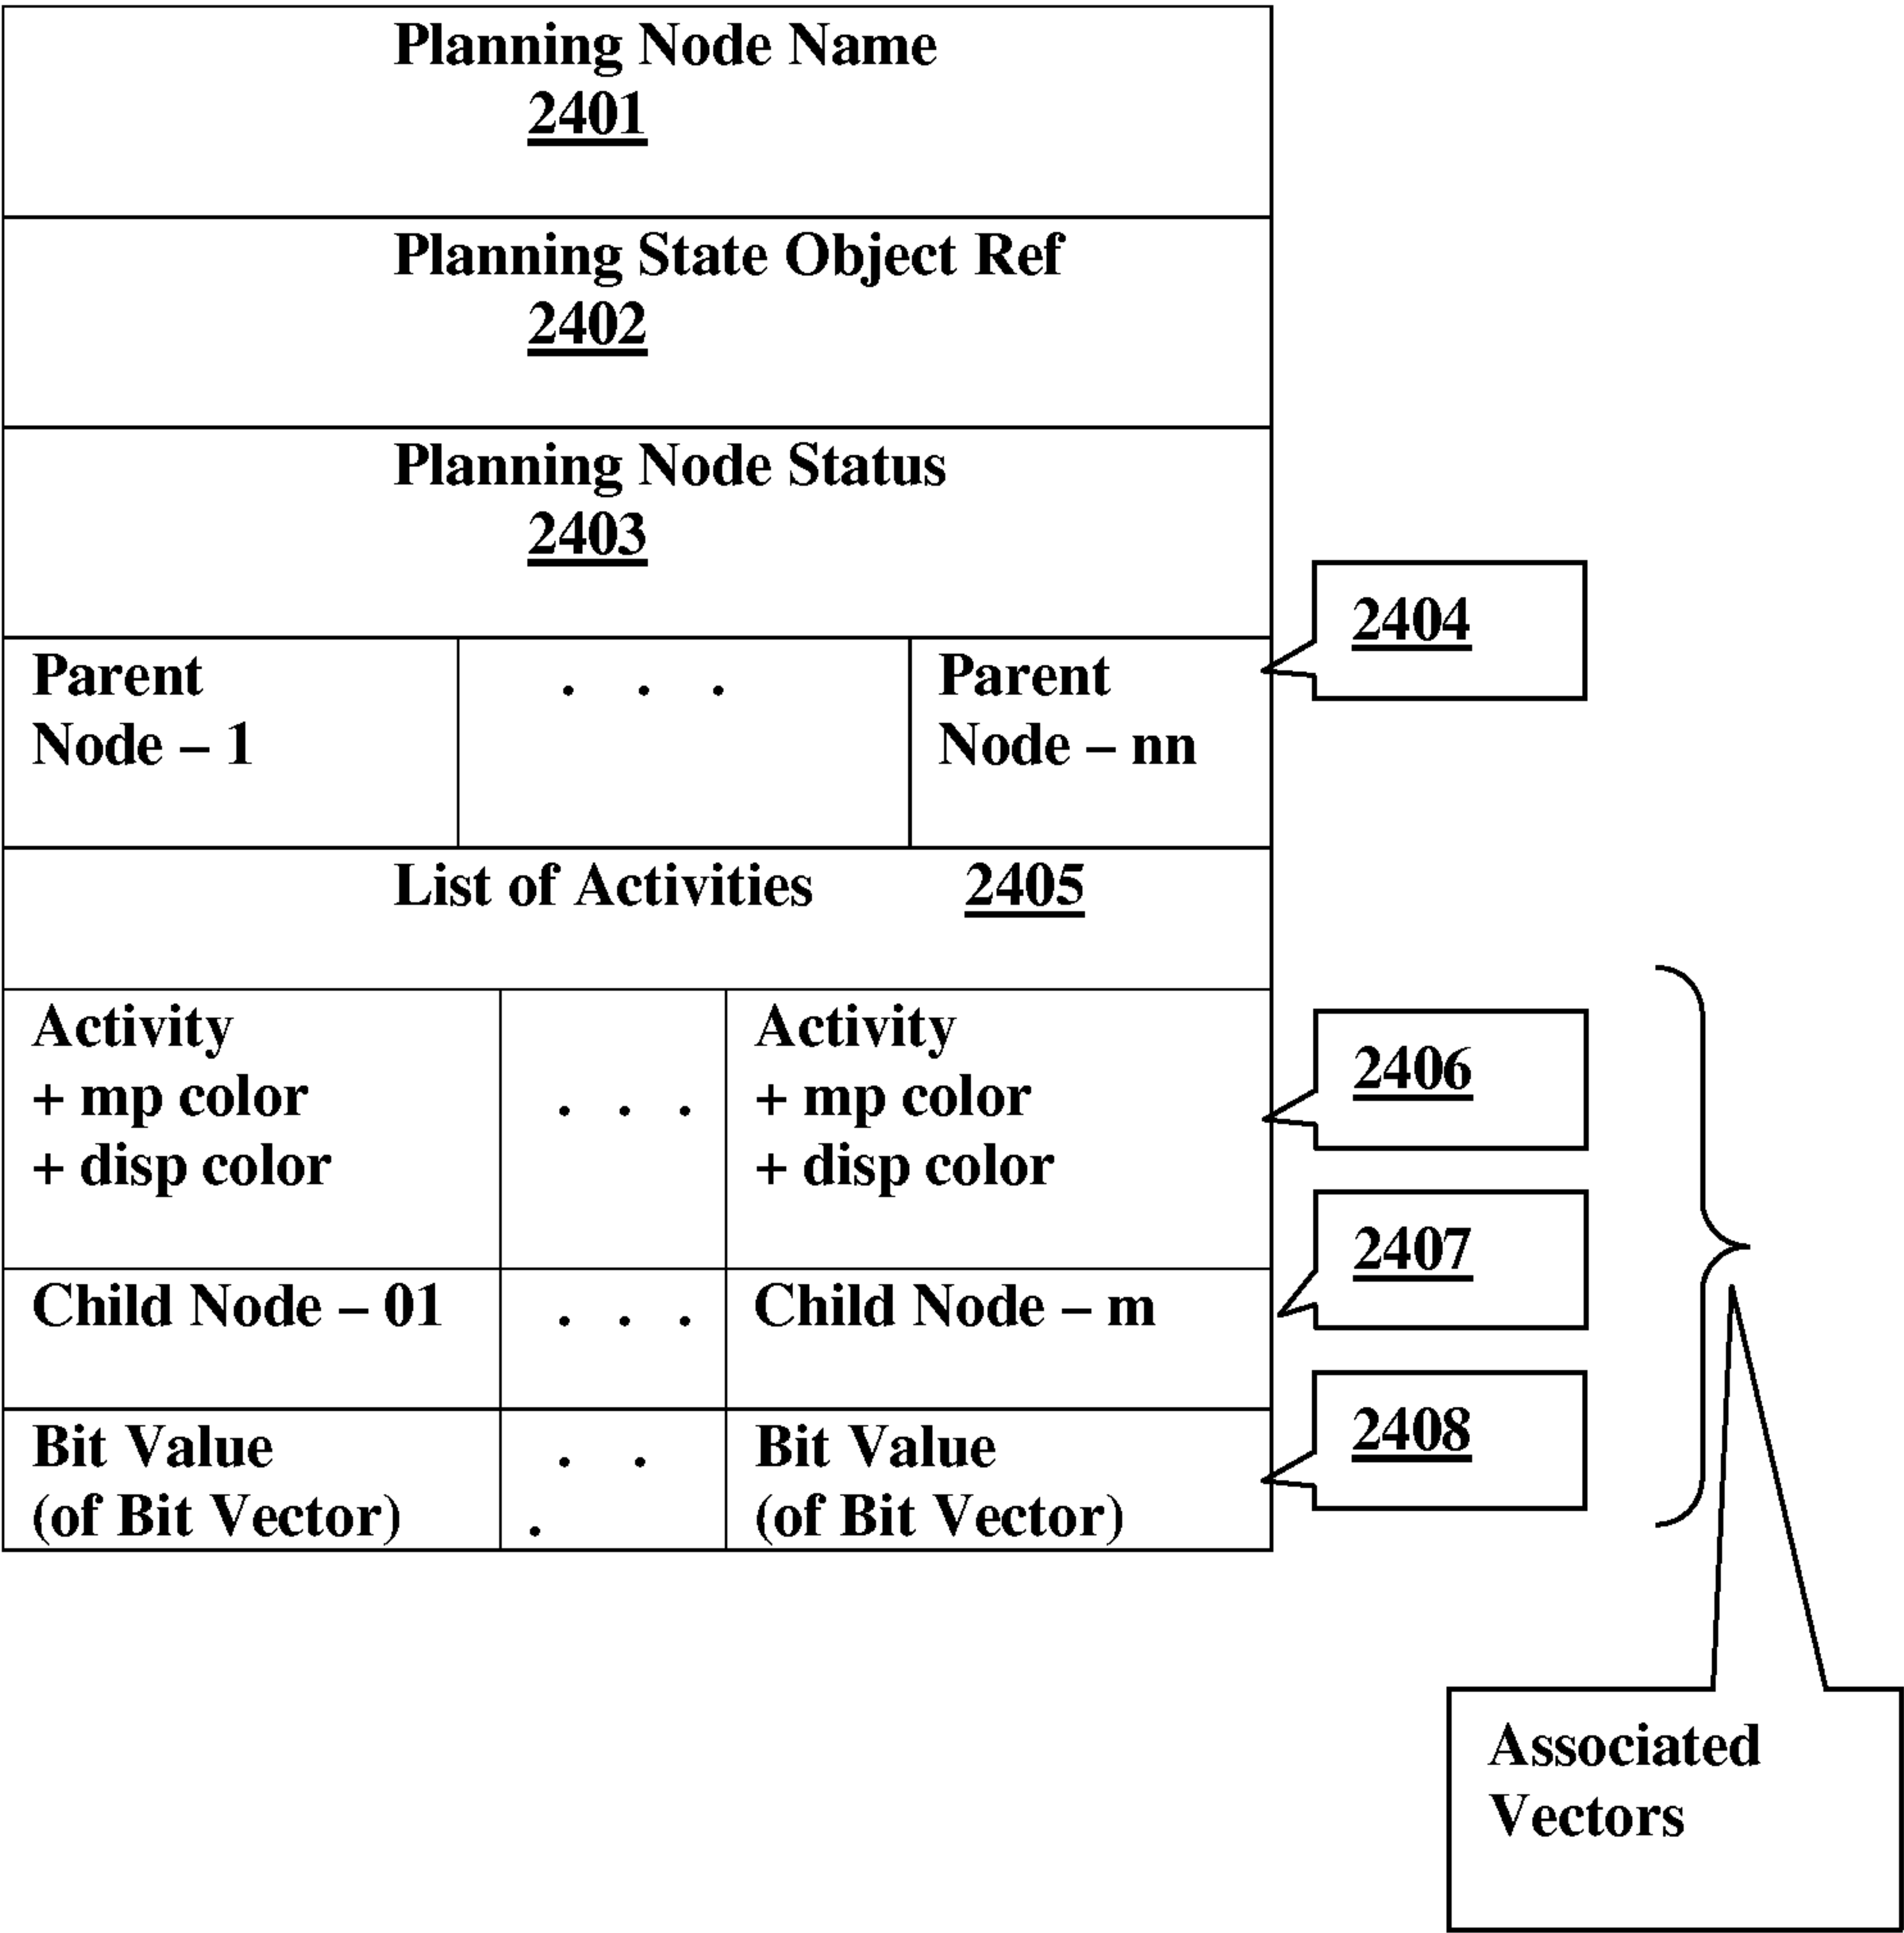 Planning Node Name
2401
Planning State Object Ref
2402
Planning Node Status
2403
2404
Parent
Node – 1
. . .
Parent
Node – nn
List of Activities 2405
Activity
+ mp color
+ disp color
. . .
Activity
+ mp color
+ disp color
2406
Child Node – 01
. . .
Child Node – m
2407
Bit Value
(of Bit Vector)
. .
.
Bit Value
(of Bit Vector)
2408
Associated
Vectors